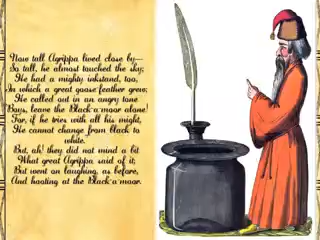 Now tall Agrippa lived close by—
So tall, he almost touched the sky;
He had a mighty inkstand, too,
In which a great goose feather grew;
He called out in an angry tone
Boys, leave the Black-a-moor alone!
For, if he tries with all his might,
He cannot change from black to
white.
But, ah! they did not mind a bit
What great Agrippa said of it;
But went on laughing, as before,
And hooting at the Black-a-moor.